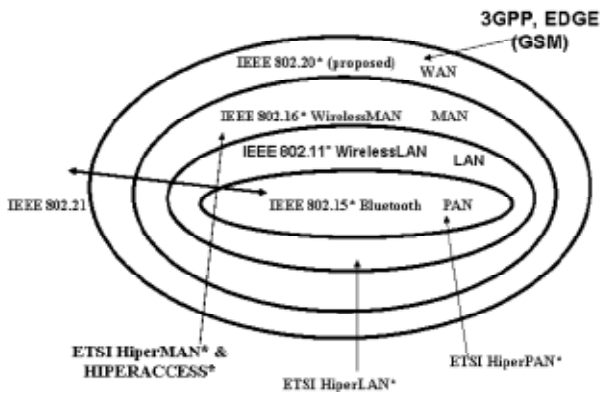 3GPP, EDGE
(GSM)
IEEE 802.20* (proposed)
WAN
IEEE 802.16* WirelessMAN MAN
IEEE 802.11* WirelessLAN
LAN
IEEE 802.21
IEEE 802.15* Bluetooth PAN
ETSI HiperMAN* &
HIPERACCESS*
ETSI HiperPAN*
ETSI HiperLAN*